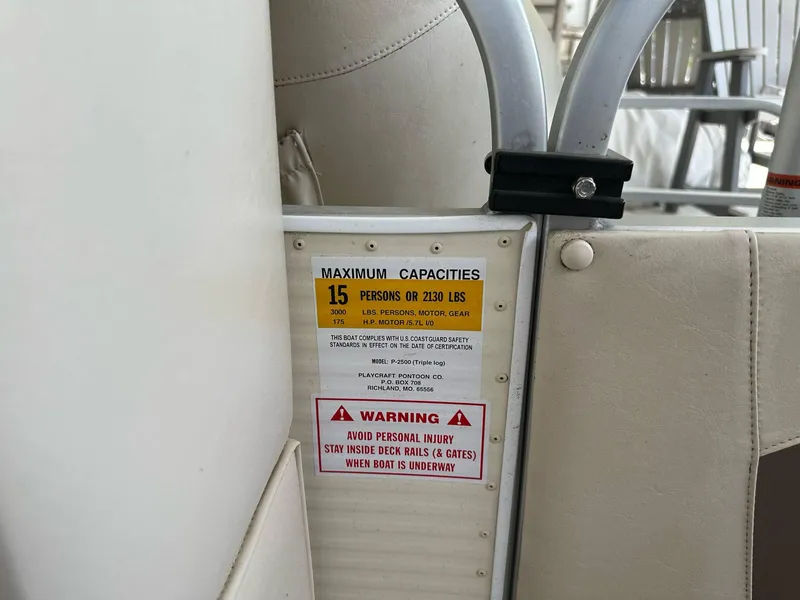 MAXIMUM CAPACITIES
15 PERSONS OR 2130 LBS
3000 LBS. PERSONS, MOTOR, GEAR
175 H.P. MOTOR /5.7L I/O
THIS BOAT COMPLIES WITH U.S. COAST GUARD SAFETY
STANDARDS IN EFFECT ON THE DATE OF CERTIFICATION
MODEL: P-2500 (Triple log)
PLAYCRAFT PONTOON CO.
P.O. BOX 708
RICHLAND, MO. 65556
WARNING
AVOID PERSONAL INJURY
STAY INSIDE DECK RAILS (& GATES)
WHEN BOAT IS UNDERWAY